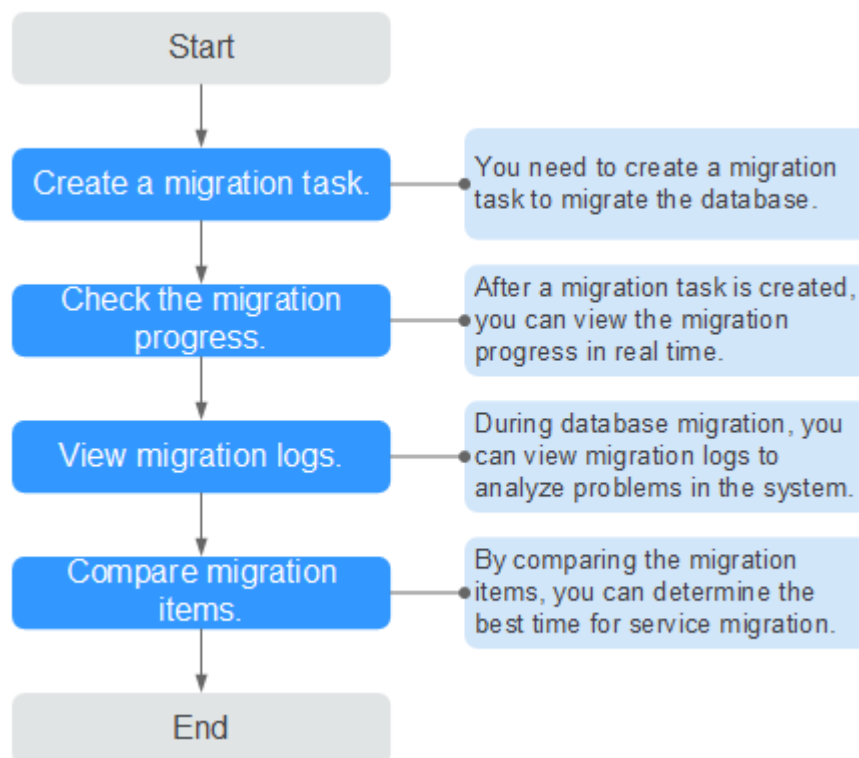 Start
Create a migration task.
You need to create a migration
task to migrate the database.
Check the migration
progress.
After a migration task is created,
you can view the migration
progress in real time.
View migration logs.
During database migration, you
can view migration logs to
analyze problems in the system.
Compare migration
items.
By comparing the migration
items, you can determine the
best time for service migration.
End